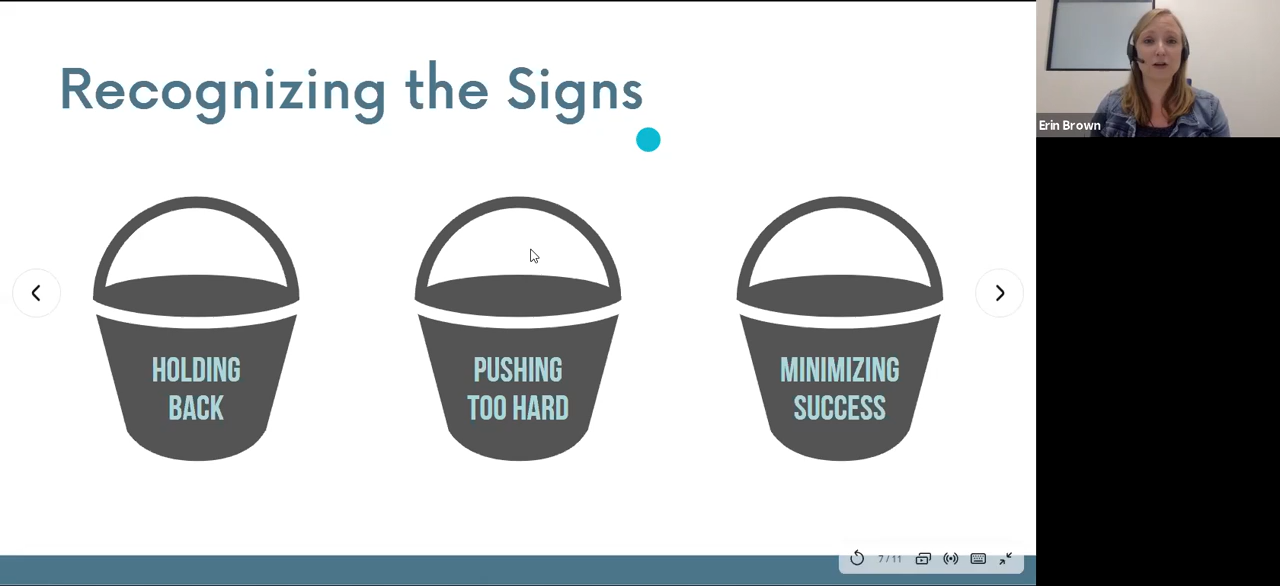 Recognizing the Signs
Erin Brown
HOLDING
BACK
PUSHING
TOO HARD
MINIMIZING
SUCCESS
7/11